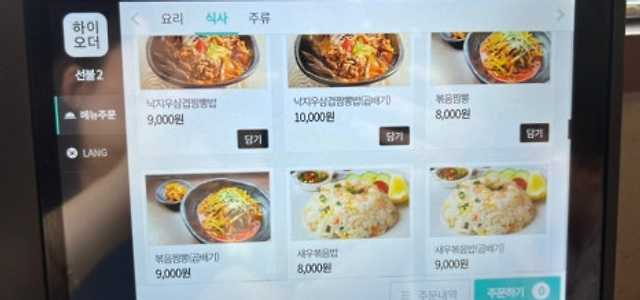 하이
오더
선불 2
메뉴주문
LANG
요리 식사 주류
낙지우삼겹짬뽕밥
9,000원
담기
낙지우삼겹짬뽕밥(곱배기)
10,000원
담기
볶음짬뽕
8,000원
담기
볶음짬뽕(곱배기)
9,000원
새우볶음밥
8,000원
새우볶음밥(곱배기)
9,000원
주문내역
주문하기 0